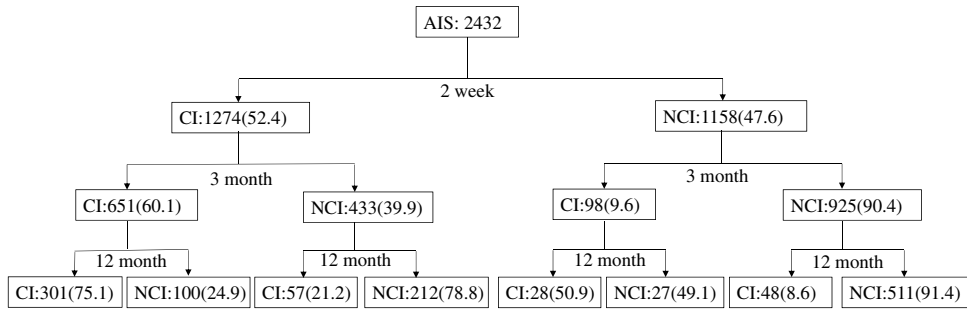 AIS: 2432
2 week
CI:1274(52.4)
NCI:1158(47.6)
3 month
3 month
CI:651(60.1)
NCI:433(39.9)
CI:98(9.6)
NCI:925(90.4)
12 month
12 month
12 month
12 month
CI:301(75.1)
NCI:100(24.9)
CI:57(21.2)
NCI:212(78.8)
CI:28(50.9)
NCI:27(49.1)
CI:48(8.6)
NCI:511(91.4)